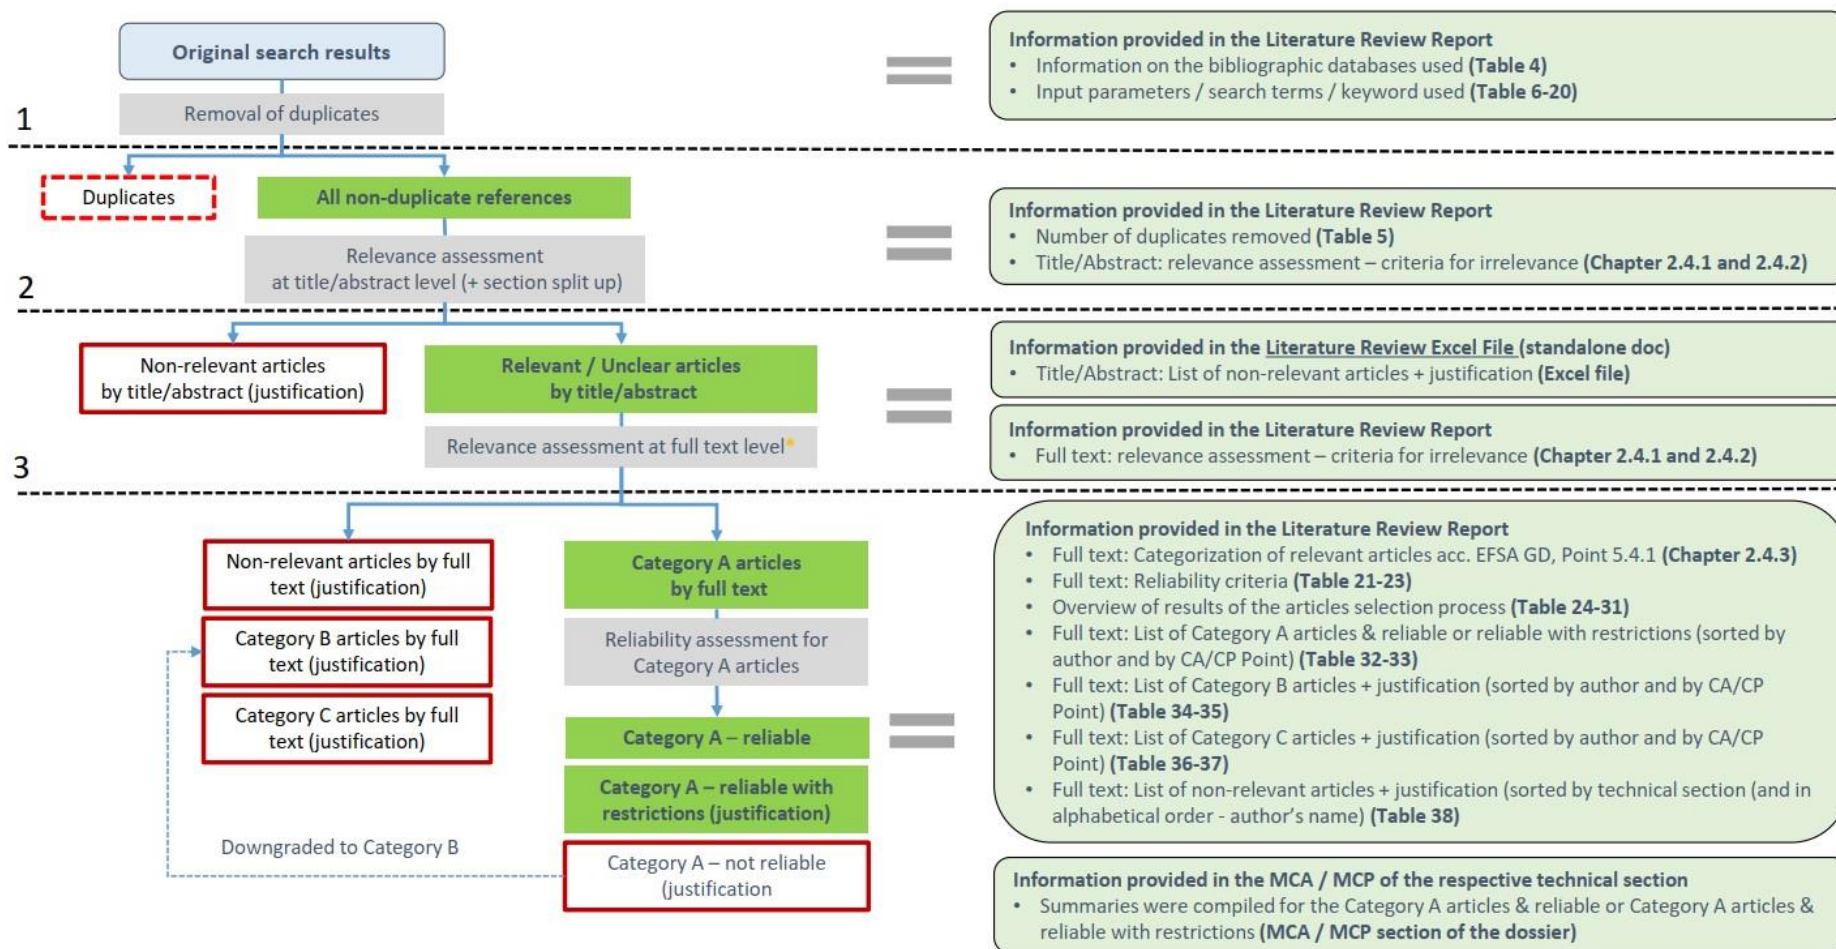 Original search results
Removal of duplicates
1
Information provided in the Literature Review Report
• Information on the bibliographic databases used (Table 4)
• Input parameters / search terms / keyword used (Table 6-20)
Duplicates
All non-duplicate references
Relevance assessment
at title/abstract level (+ section split up)
2
Information provided in the Literature Review Report
• Number of duplicates removed (Table 5)
• Title/Abstract: relevance assessment – criteria for irrelevance (Chapter 2.4.1 and 2.4.2)
Non-relevant articles
by title/abstract (justification)
Relevant / Unclear articles
by title/abstract
Relevance assessment at full text level*
3
Information provided in the Literature Review Excel File (standalone doc)
• Title/Abstract: List of non-relevant articles + justification (Excel file)
Information provided in the Literature Review Report
• Full text: relevance assessment – criteria for irrelevance (Chapter 2.4.1 and 2.4.2)
Non-relevant articles by full
text (justification)
Category B articles by full
text (justification)
Category C articles by full
text (justification)
Downgraded to Category B
Category A articles
by full text
Reliability assessment for
Category A articles
Category A – reliable
Category A – reliable with
restrictions (justification)
Category A – not reliable
(justification
Information provided in the Literature Review Report
• Full text: Categorization of relevant articles acc. EFSA GD, Point 5.4.1 (Chapter 2.4.3)
• Full text: Reliability criteria (Table 21-23)
• Overview of results of the articles selection process (Table 24-31)
• Full text: List of Category A articles & reliable or reliable with restrictions (sorted by
author and by CA/CP Point) (Table 32-33)
• Full text: List of Category B articles + justification (sorted by author and by CA/CP
Point) (Table 34-35)
• Full text: List of Category C articles + justification (sorted by author and by CA/CP
Point) (Table 36-37)
• Full text: List of non-relevant articles + justification (sorted by technical section (and in
alphabetical order - author's name) (Table 38)
Information provided in the MCA / MCP of the respective technical section
• Summaries were compiled for the Category A articles & reliable or Category A articles &
reliable with restrictions (MCA / MCP section of the dossier)